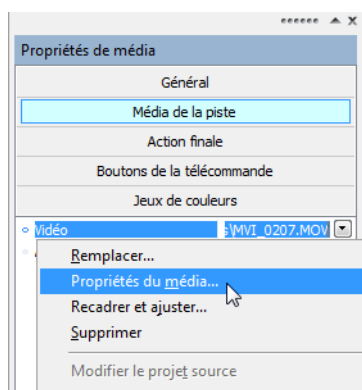 Propriétés de média
Général
Média de la piste
Action finale
Boutons de la télécommande
Jeux de couleurs
Vidéo s\MVI_0207.MOV
Remplacer...
Propriétés du média...
Recadrer et ajuster...
Supprimer
Modifier le projet source